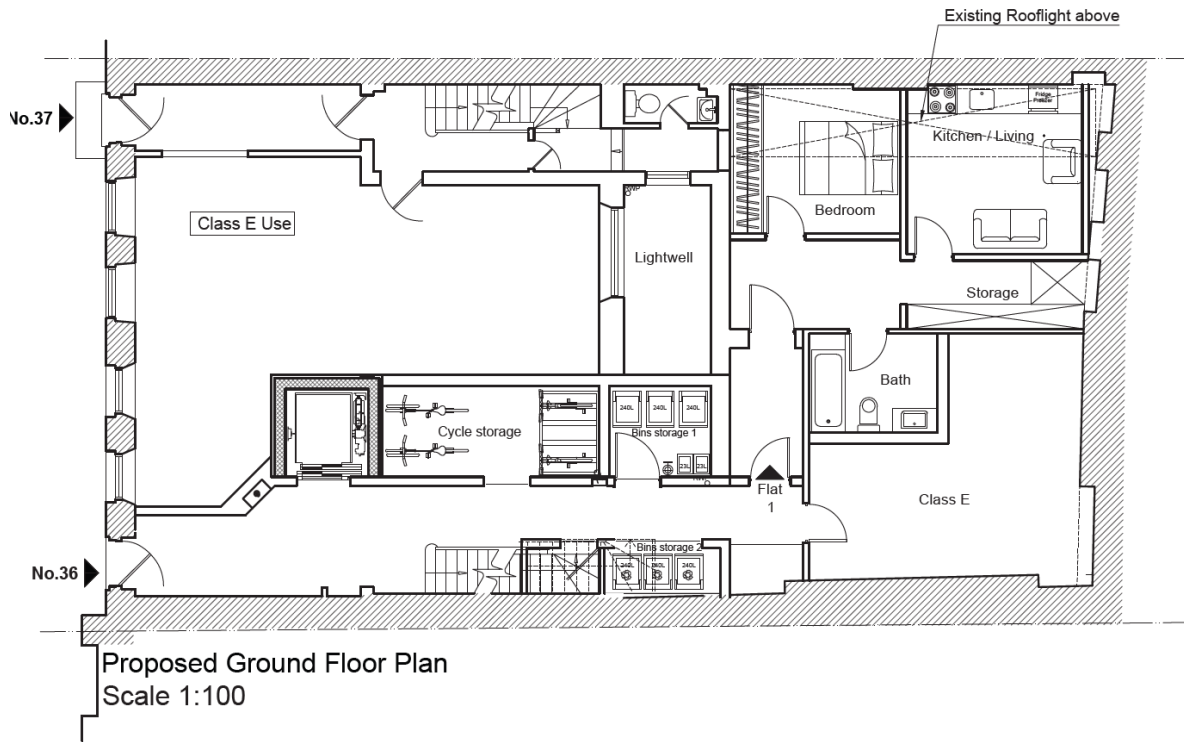 Existing Rooflight above
No.37
Fridge
Freezer
Kitchen / Living
Bedroom
Class E Use
RWP
Lightwell
Storage
Bath
240L
240L
240L
Cycle storage
Bins storage 1
23L
23L
Flat
1
Class E
Bins storage 2
240L
240L
240L
No.36
Proposed Ground Floor Plan
Scale 1:100